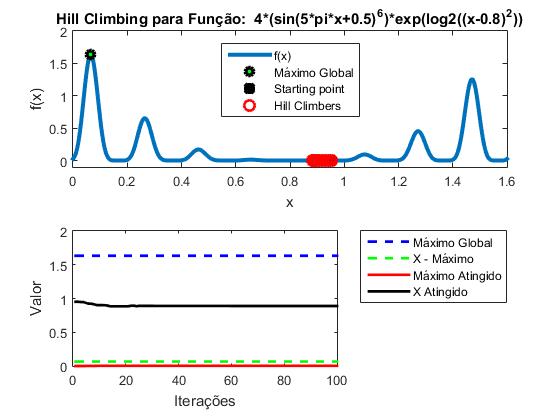 Hill Climbing para Função: 4*(sin(5*pi*x+0.5)^6)*exp(log2((x-0.8)^2))
2
1.5
1
0.5
0
f(x)
f(x)
Máximo Global
Starting point
Hill Climbers
0 0.2 0.4 0.6 0.8 1 1.2 1.4 1.6
x
2
1.5
1
0.5
0
Valor
0 20 40 60 80 100
Iterações
Máximo Global
X - Máximo
Máximo Atingido
X Atingido